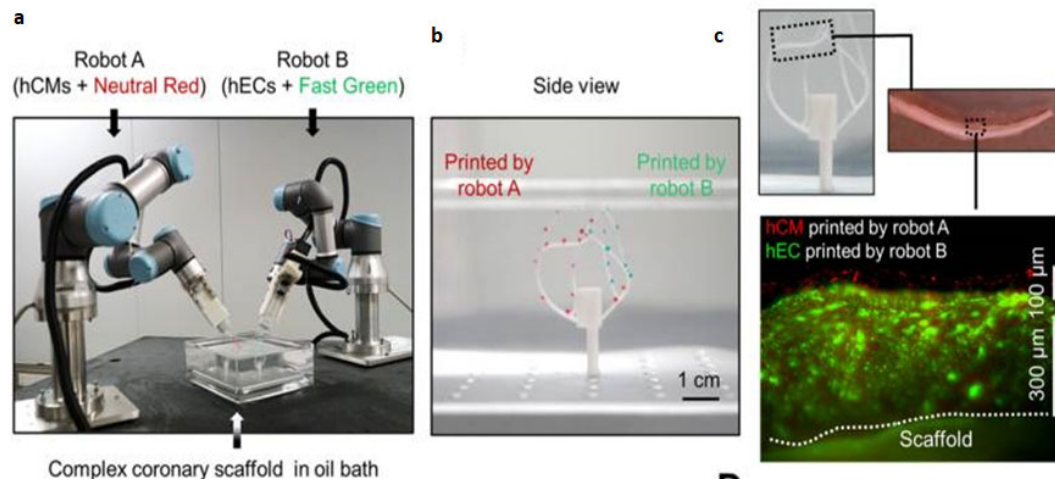 a
Robot A
(hCMs + Neutral Red)
Robot B
(hECs + Fast Green)
Complex coronary scaffold in oil bath
b
Side view
Printed by
robot A
Printed by
robot B
1 cm
c
hCM printed by robot A
hEC printed by robot B
300 µm 100 µm
Scaffold